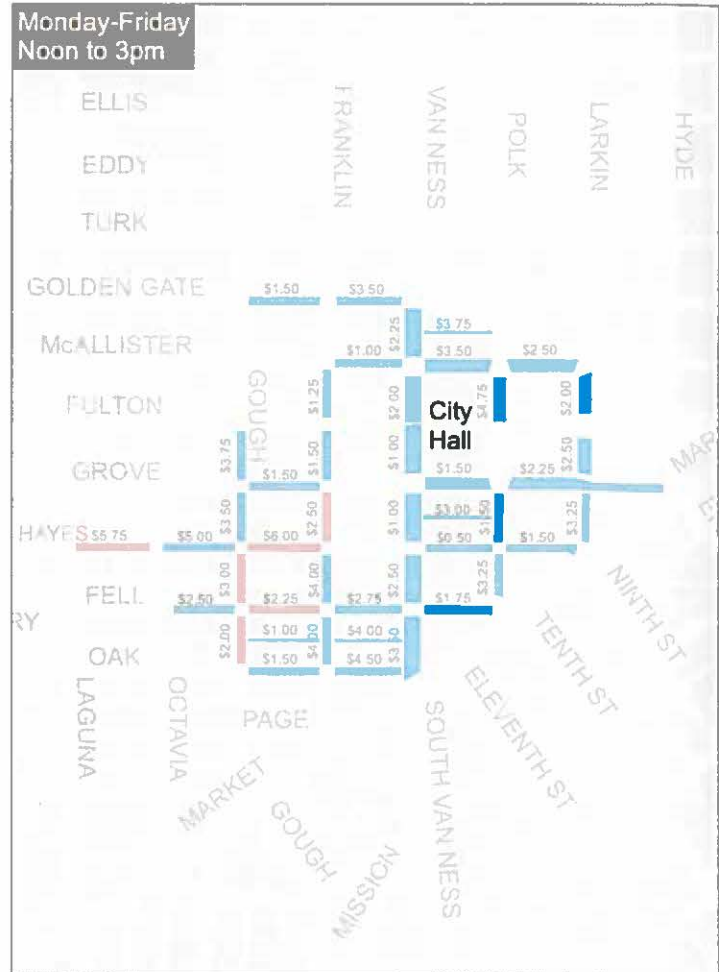 Monday-Friday
Noon to 3pm
ELLIS
FRANKLIN
VAN NESS
POLK
LARKIN
HYDE
EDDY
TURK
GOLDEN GATE
$1.50
$3 50
$2.25
$3 75
McALLISTER
$1.00
$3.50
$2 50
GOUGH
FULTON
$1.25
$2.00
City
Hall
$4.75
$2 00
GROVE
$3.75
$1.50
$1.50
$1.00
$1.50
$2.25
$2.50
HAYES
$5 75
$5 00
$3 50
$6 00
$2 50
$1 00
$3 00
$0 50
$1.50
$1 50
$3.25
FELL
$2.50
$3 00
$2.25
$4.00
$2.75
$2.50
$1 75
$3.25
NINTH ST
RY
OAK
$2.00
$1 00
$1 50
$4 00
$4 50
TENTH ST
LAGUNA
OCTAVIA
PAGE
ELEVENTH ST
SOUTH VAN NESS
MARKET
GOUGH
MISSION